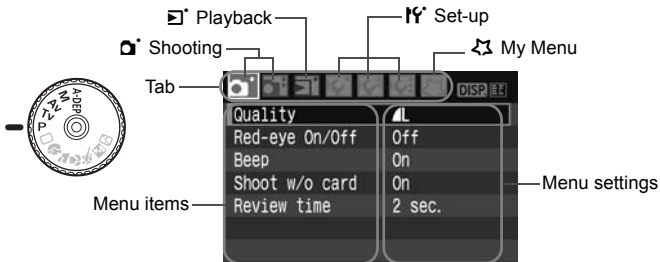 Playback
Set-up
Shooting
My Menu
Tab
DISP
A-DEP
M
Av
Tv
P
Quality L
Red-eye On/Off Off
Beep On
Shoot w/o card On
Menu settings
Menu items
Review time 2 sec.